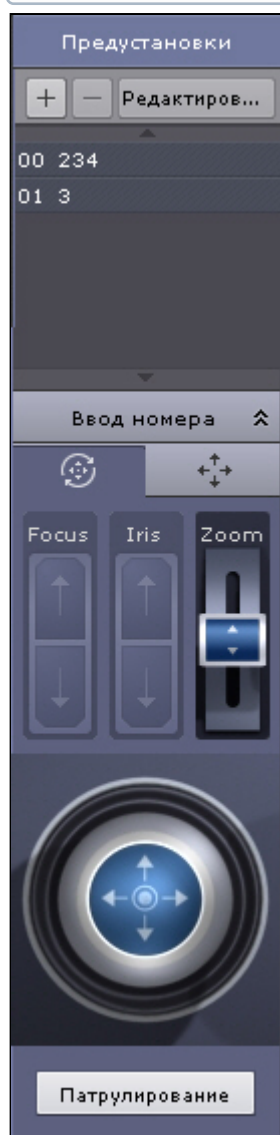 Предустановки
+ − Редактиров...
00 234
01 3
Ввод номера
Focus Iris Zoom
Патрулирование